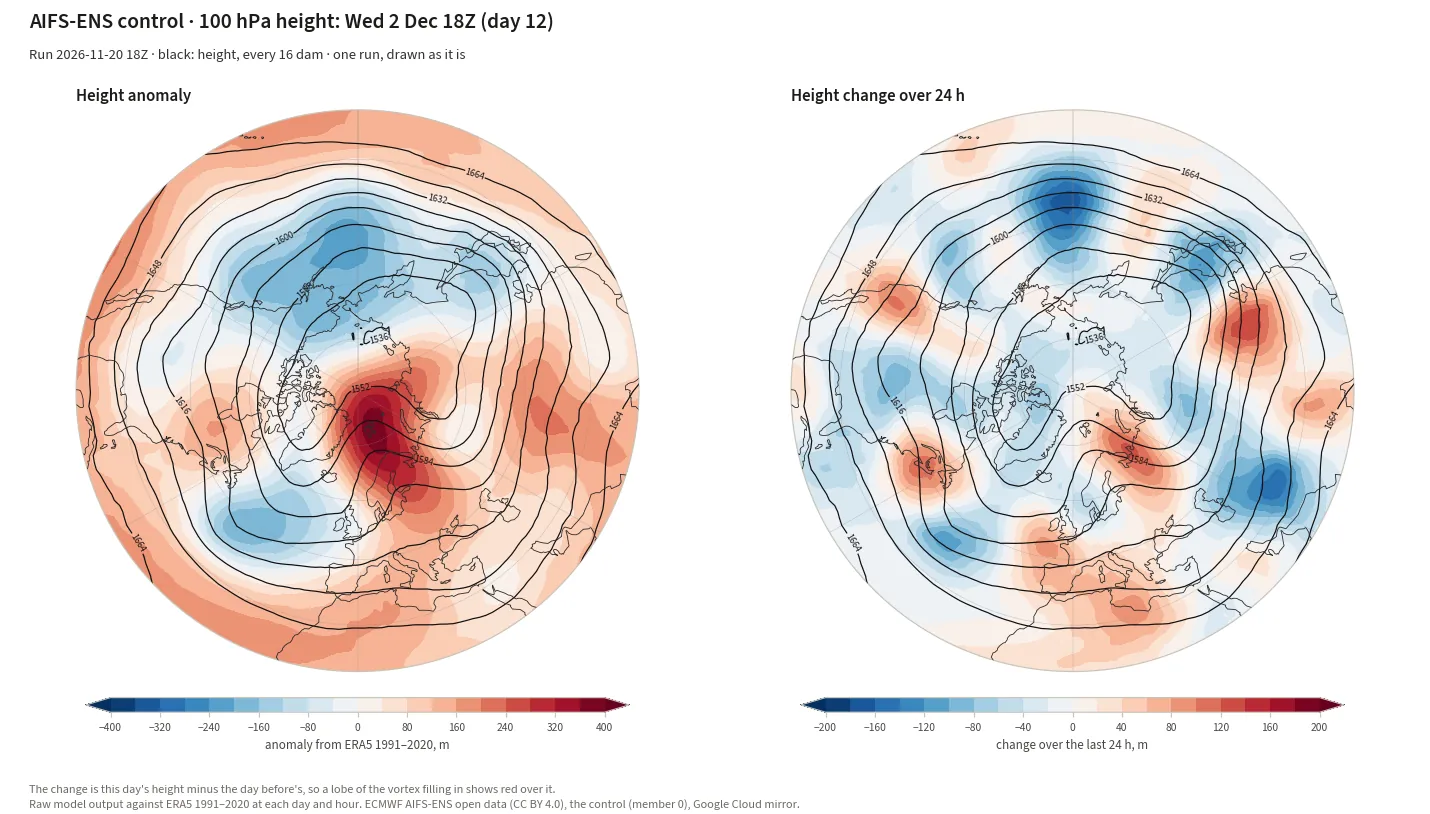 AIFS-ENS control · 100 hPa height: Wed 2 Dec 18Z (day 12)
Run 2026-11-20 18Z · black: height, every 16 dam · one run, drawn as it is
Height anomaly
Height change over 24 h
1664
1632
1600
1648
1536
1552
1616
1584
1664
1664
1664
1632
1600
1648
1536
1552
1616
1584
1664
1664
−400 −320 −240 −160 −80 0 80 160 240 320 400
anomaly from ERA5 1991–2020, m
−200 −160 −120 −80 −40 0 40 80 120 160 200
change over the last 24 h, m
The change is this day's height minus the day before's, so a lobe of the vortex filling in shows red over it.
Raw model output against ERA5 1991–2020 at each day and hour. ECMWF AIFS-ENS open data (CC BY 4.0), the control (member 0), Google Cloud mirror.